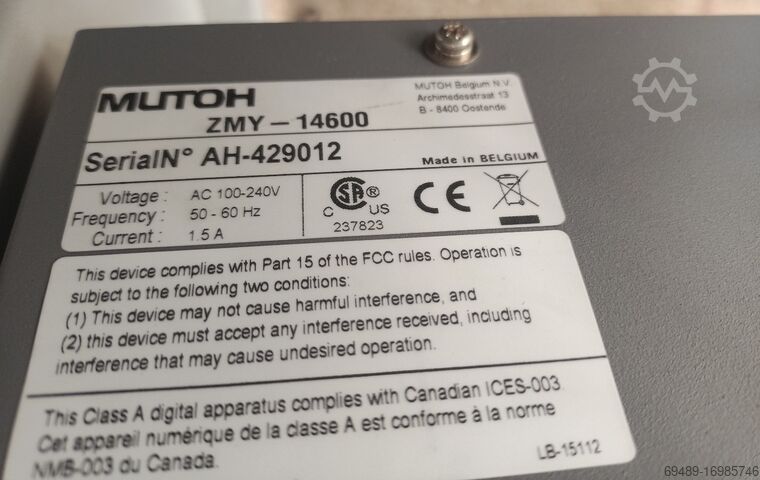 MUTOH
MUTOH Belgium N.V.
Archimedesstraat 13
B - 8400 Oostende
ZMY - 14600
SerialN° AH-429012
Made in BELGIUM
Voltage : AC 100-240V
Frequency : 50 - 60 Hz
Current : 1.5 A
SA ®
C US
237823
CE
This device complies with Part 15 of the FCC rules. Operation is
subject to the following two conditions:
(1) This device may not cause harmful interference, and
(2) this device must accept any interference received, including
interference that may cause undesired operation.
This Class A digital apparatus complies with Canadian ICES-003.
Cet appareil numérique de la classe A est conforme à la norme
NMB-003 du Canada.
LB-15112
69489-16985746